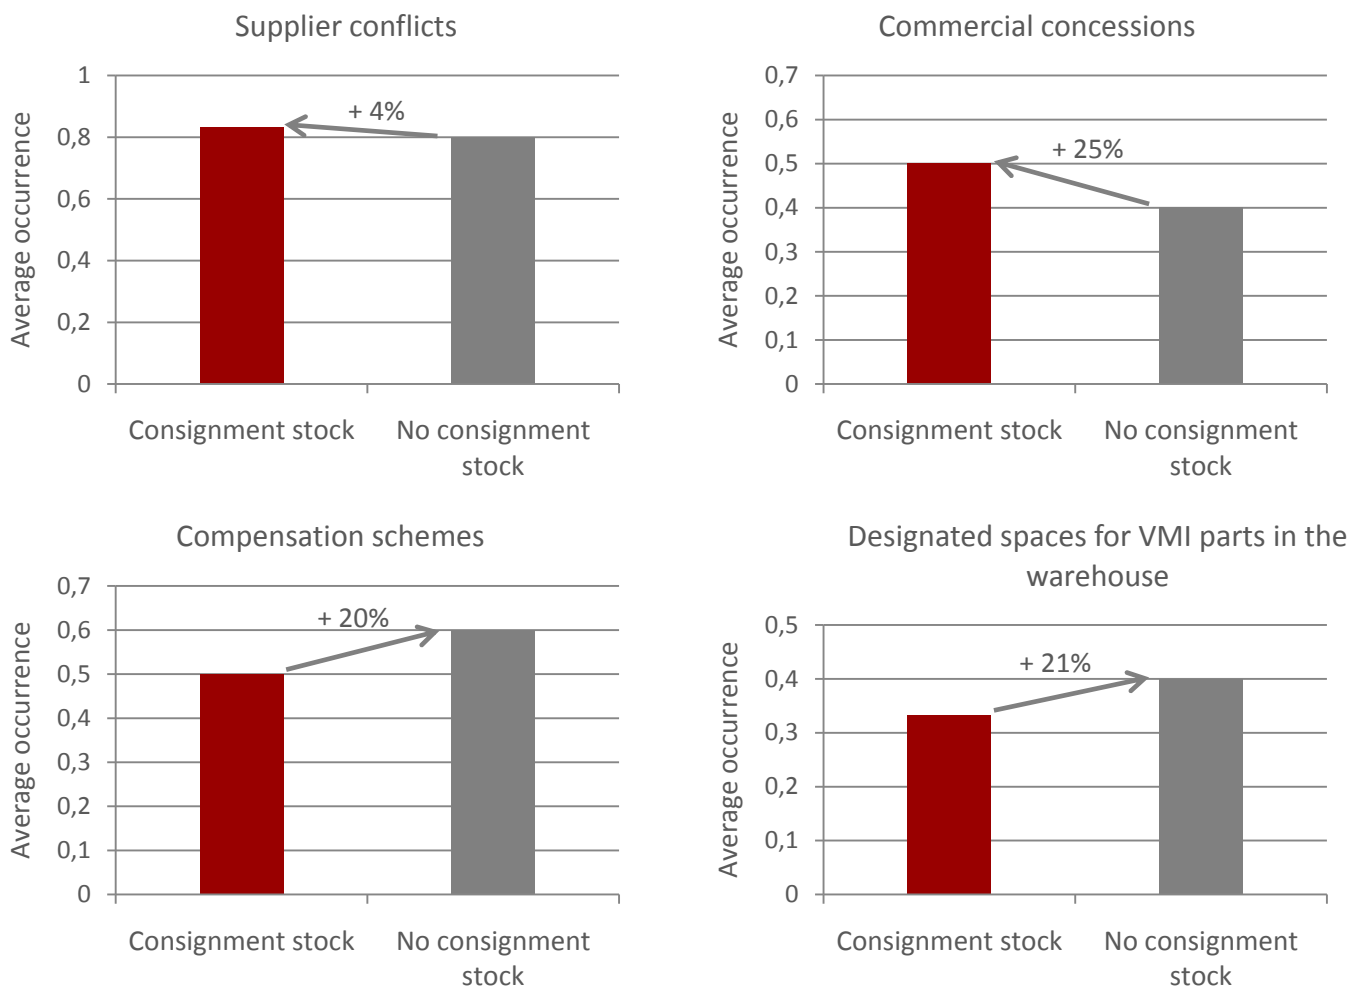 Supplier conflicts
Average occurrence
1
0,8
0,6
0,4
0,2
0
+ 4%
Consignment stock
No consignment
stock
Commercial concessions
Average occurrence
0,7
0,6
0,5
0,4
0,3
0,2
0,1
0
+ 25%
Consignment stock
No consignment
stock
Compensation schemes
Average occurrence
0,7
0,6
0,5
0,4
0,3
0,2
0,1
0
+ 20%
Consignment stock
No consignment
stock
Designated spaces for VMI parts in the
warehouse
Average occurrence
0,5
0,4
0,3
0,2
0,1
0
+ 21%
Consignment stock
No consignment
stock